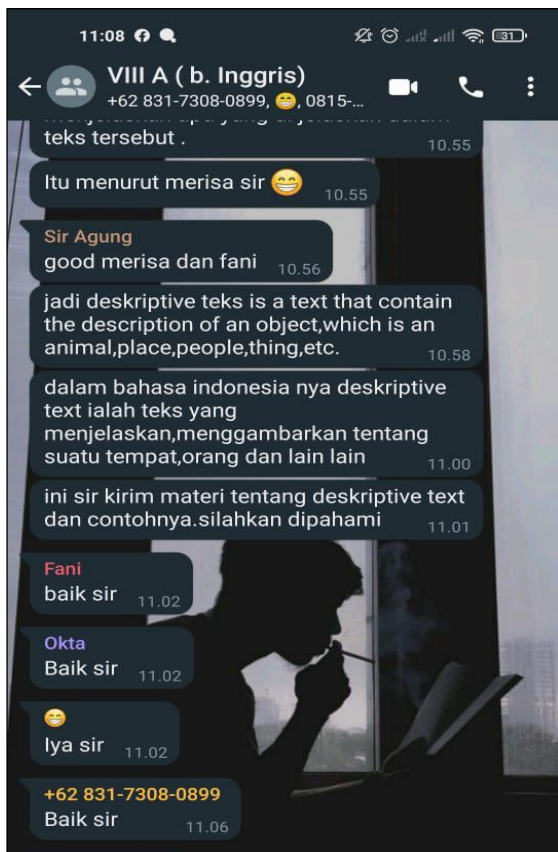 11:08
31
VIII A ( b. Inggris)
+62 831-7308-0899, 😁, 0815-...
teks tersebut .
10.55
Itu menurut merisa sir 😁
10.55
Sir Agung
good merisa dan fani
10.56
jadi deskriptive teks is a text that contain
the description of an object,which is an
animal,place,people,thing,etc.
10.58
dalam bahasa indonesia nya deskriptive
text ialah teks yang
menjelaskan,menggambarkan tentang
suatu tempat,orang dan lain lain
11.00
ini sir kirim materi tentang deskriptive text
dan contohnya.silahkan dipahami
11.01
Fani
baik sir
11.02
Okta
Baik sir
11.02
😁
Iya sir
11.02
+62 831-7308-0899
Baik sir
11.06